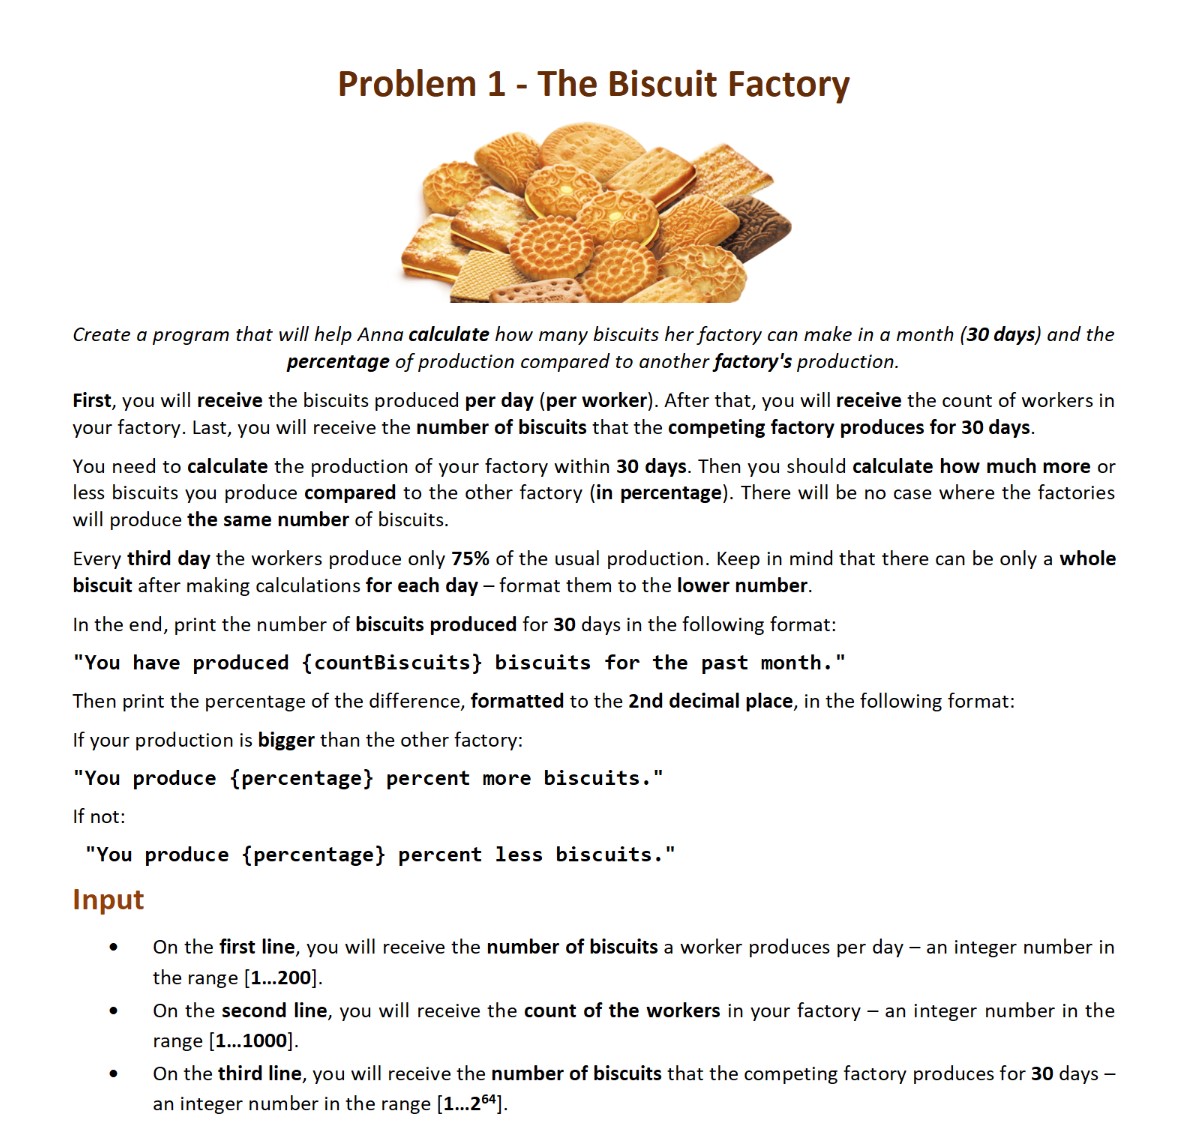 Problem 1 - The Biscuit Factory
Create a program that will help Anna calculate how many biscuits her factory can make in a month (30 days) and the
percentage of production compared to another factory's production.
First, you will receive the biscuits produced per day (per worker). After that, you will receive the count of workers in
your factory. Last, you will receive the number of biscuits that the competing factory produces for 30 days.
You need to calculate the production of your factory within 30 days. Then you should calculate how much more or
less biscuits you produce compared to the other factory (in percentage). There will be no case where the factories
will produce the same number of biscuits.
Every third day the workers produce only 75% of the usual production. Keep in mind that there can be only a whole
biscuit after making calculations for each day – format them to the lower number.
In the end, print the number of biscuits produced for 30 days in the following format:
"You have produced {countBiscuits} biscuits for the past month."
Then print the percentage of the difference, formatted to the 2nd decimal place, in the following format:
If your production is bigger than the other factory:
"You produce {percentage} percent more biscuits."
If not:
"You produce {percentage} percent less biscuits."
Input
• On the first line, you will receive the number of biscuits a worker produces per day – an integer number in
the range [1…200].
• On the second line, you will receive the count of the workers in your factory – an integer number in the
range [1…1000].
• On the third line, you will receive the number of biscuits that the competing factory produces for 30 days –
an integer number in the range [1…2⁶⁴].